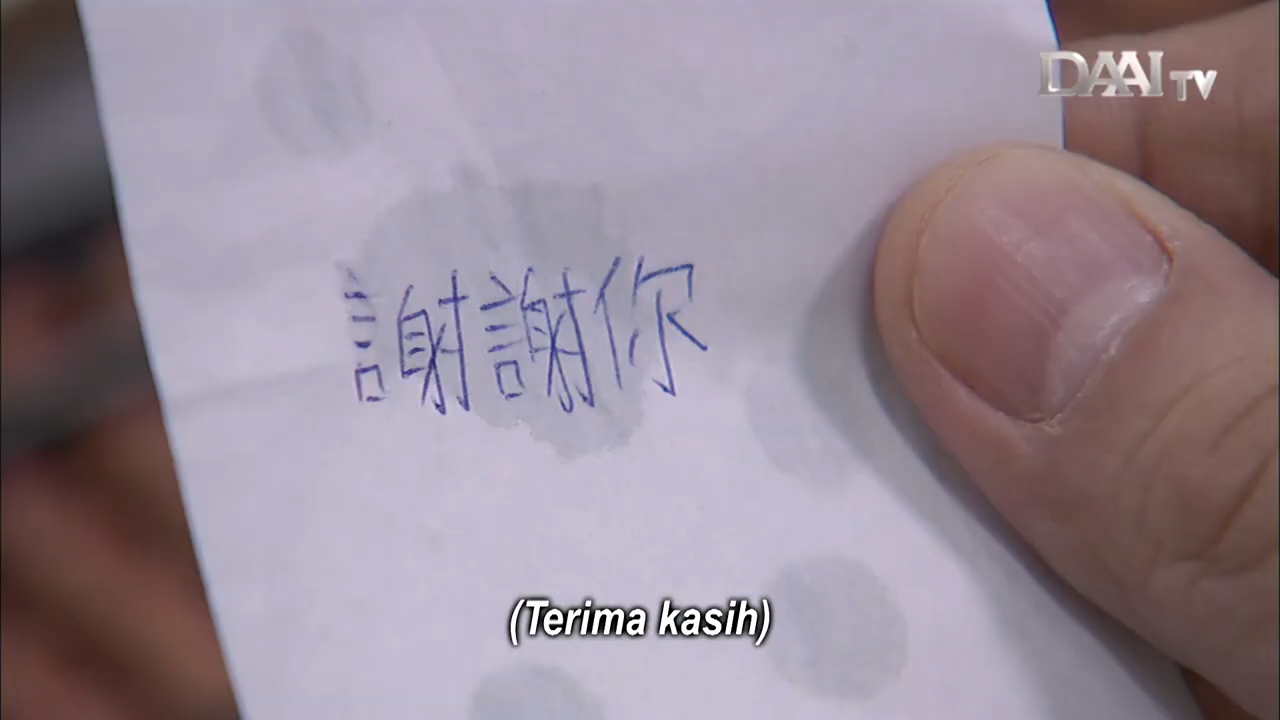 DAAI TV
謝謝你
(Terima kasih)